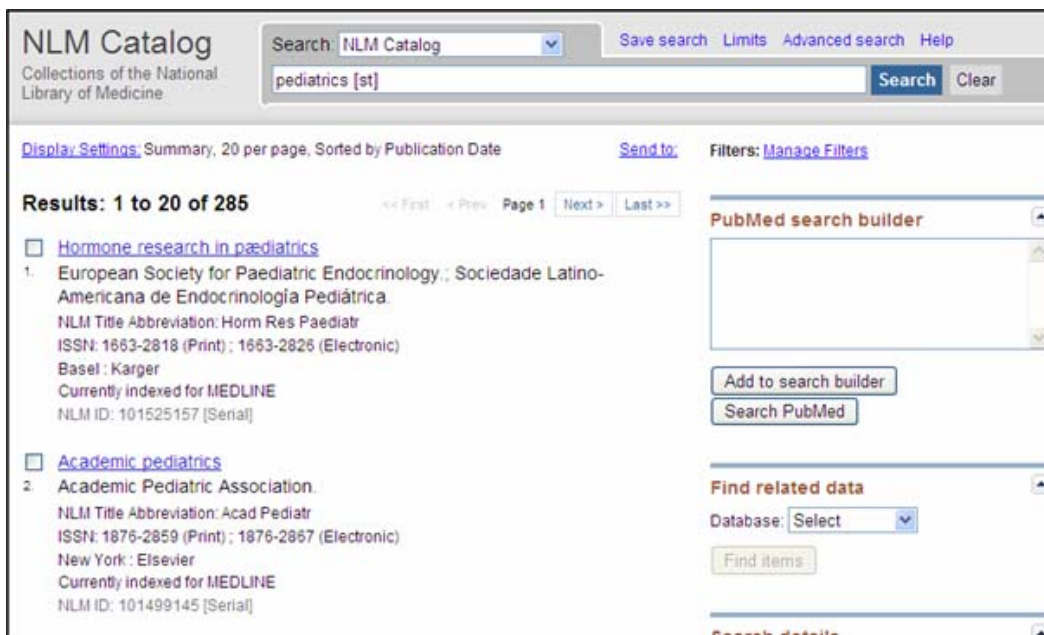 NLM Catalog
Collections of the National
Library of Medicine
Search: NLM Catalog
Save search Limits Advanced search Help
pediatrics [st]
Search Clear
Display Settings: Summary, 20 per page, Sorted by Publication Date
Send to:
Filters: Manage Filters
Results: 1 to 20 of 285
<< First < Prev Page 1 Next > Last >>
Hormone research in pædiatrics
1. European Society for Paediatric Endocrinology.; Sociedade Latino-
Americana de Endocrinología Pediátrica.
NLM Title Abbreviation: Horm Res Paediatr
ISSN: 1663-2818 (Print) ; 1663-2826 (Electronic)
Basel : Karger
Currently indexed for MEDLINE
NLM ID: 101525157 [Serial]
Academic pediatrics
2. Academic Pediatric Association.
NLM Title Abbreviation: Acad Pediatr
ISSN: 1876-2859 (Print) ; 1876-2867 (Electronic)
New York : Elsevier
Currently indexed for MEDLINE
NLM ID: 101499145 [Serial]
PubMed search builder
Add to search builder
Search PubMed
Find related data
Database: Select
Find items
Search details